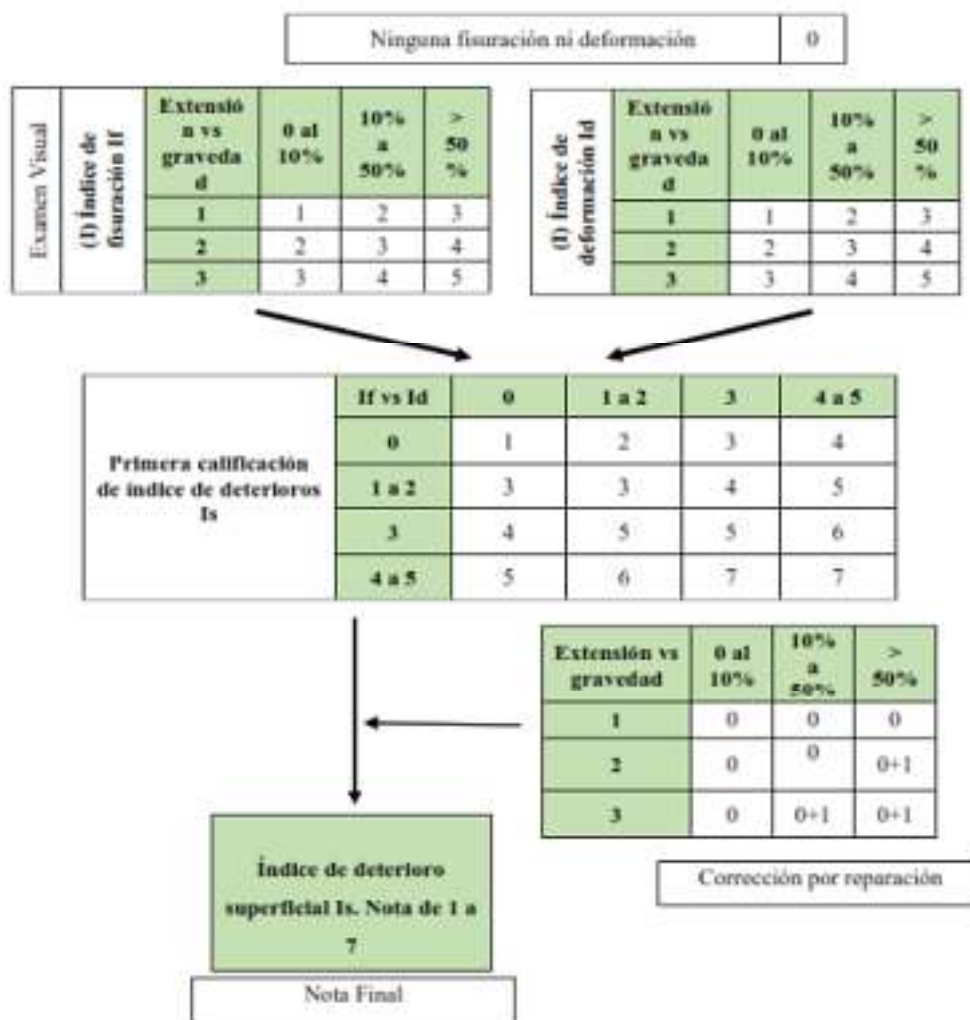 Ninguna fisuración ni deformación 0
Examen Visual
(I) Índice de
fisuración If
Extensió
n vs
graveda
d
0 al
10%
10%
a
50%
>
50
%
1 1 2 3
2 2 3 4
3 3 4 5
(I) Índice de
deformación Id
Extensió
n vs
graveda
d
0 al
10%
10%
a
50%
>
50
%
1 1 2 3
2 2 3 4
3 3 4 5
Primera calificación
de indice de deterioros
Is
If vs Id 0 1 a 2 3 4 a 5
0 1 2 3 4
1 a 2 3 3 4 5
3 4 5 5 6
4 a 5 5 6 7 7
Extensión vs
gravedad
0 al
10%
10%
a
50%
>
50%
1 0 0 0
2 0 0 0+1
3 0 0+1 0+1
Corrección por reparación
Índice de deterioro
superficial Is. Nota de 1 a
7
Nota Final